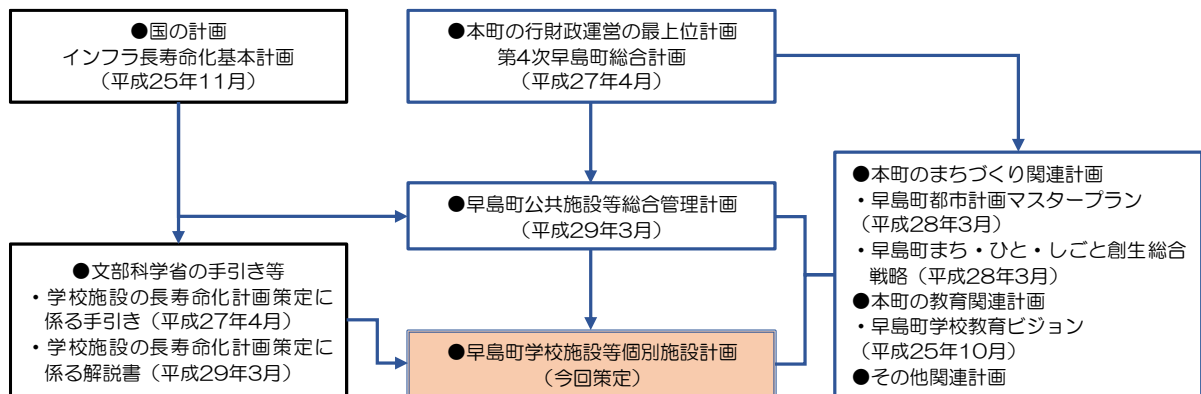 ●国の計画
インフラ長寿命化基本計画
（平成25年11月）
●本町の行財政運営の最上位計画
第4次早島町総合計画
（平成27年4月）
●早島町公共施設等総合管理計画
（平成29年3月）
●文部科学省の手引き等
・学校施設の長寿命化計画策定に
係る手引き（平成27年4月）
・学校施設の長寿命化計画策定に
係る解説書（平成29年3月）
●早島町学校施設等個別施設計画
（今回策定）
●本町のまちづくり関連計画
・早島町都市計画マスタープラン
（平成28年3月）
・早島町まち・ひと・しごと創生総合
戦略（平成28年3月）
●本町の教育関連計画
・早島町学校教育ビジョン
（平成25年10月）
●その他関連計画